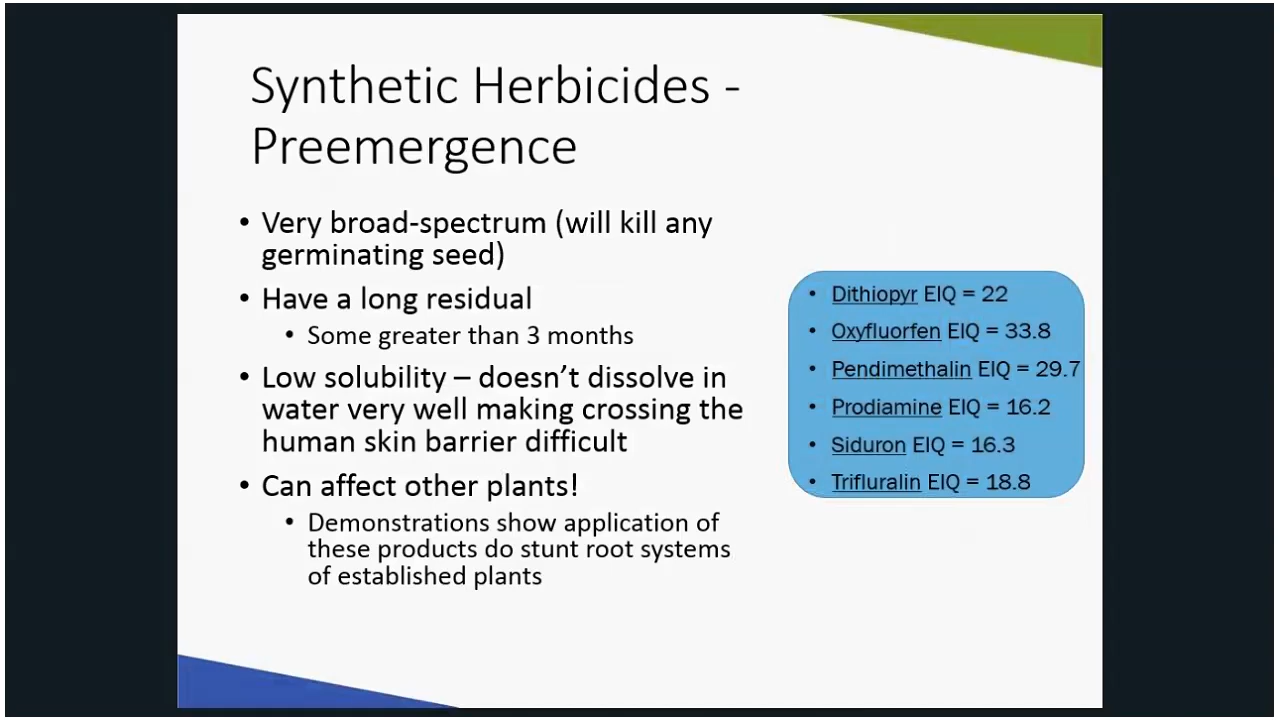 Synthetic Herbicides -
Preemergence
• Very broad-spectrum (will kill any
germinating seed)
• Have a long residual
• Some greater than 3 months
• Low solubility – doesn't dissolve in
water very well making crossing the
human skin barrier difficult
• Can affect other plants!
• Demonstrations show application of
these products do stunt root systems
of established plants
• Dithiopyr EIQ = 22
• Oxyfluorfen EIQ = 33.8
• Pendimethalin EIQ = 29.7
• Prodiamine EIQ = 16.2
• Siduron EIQ = 16.3
• Trifluralin EIQ = 18.8